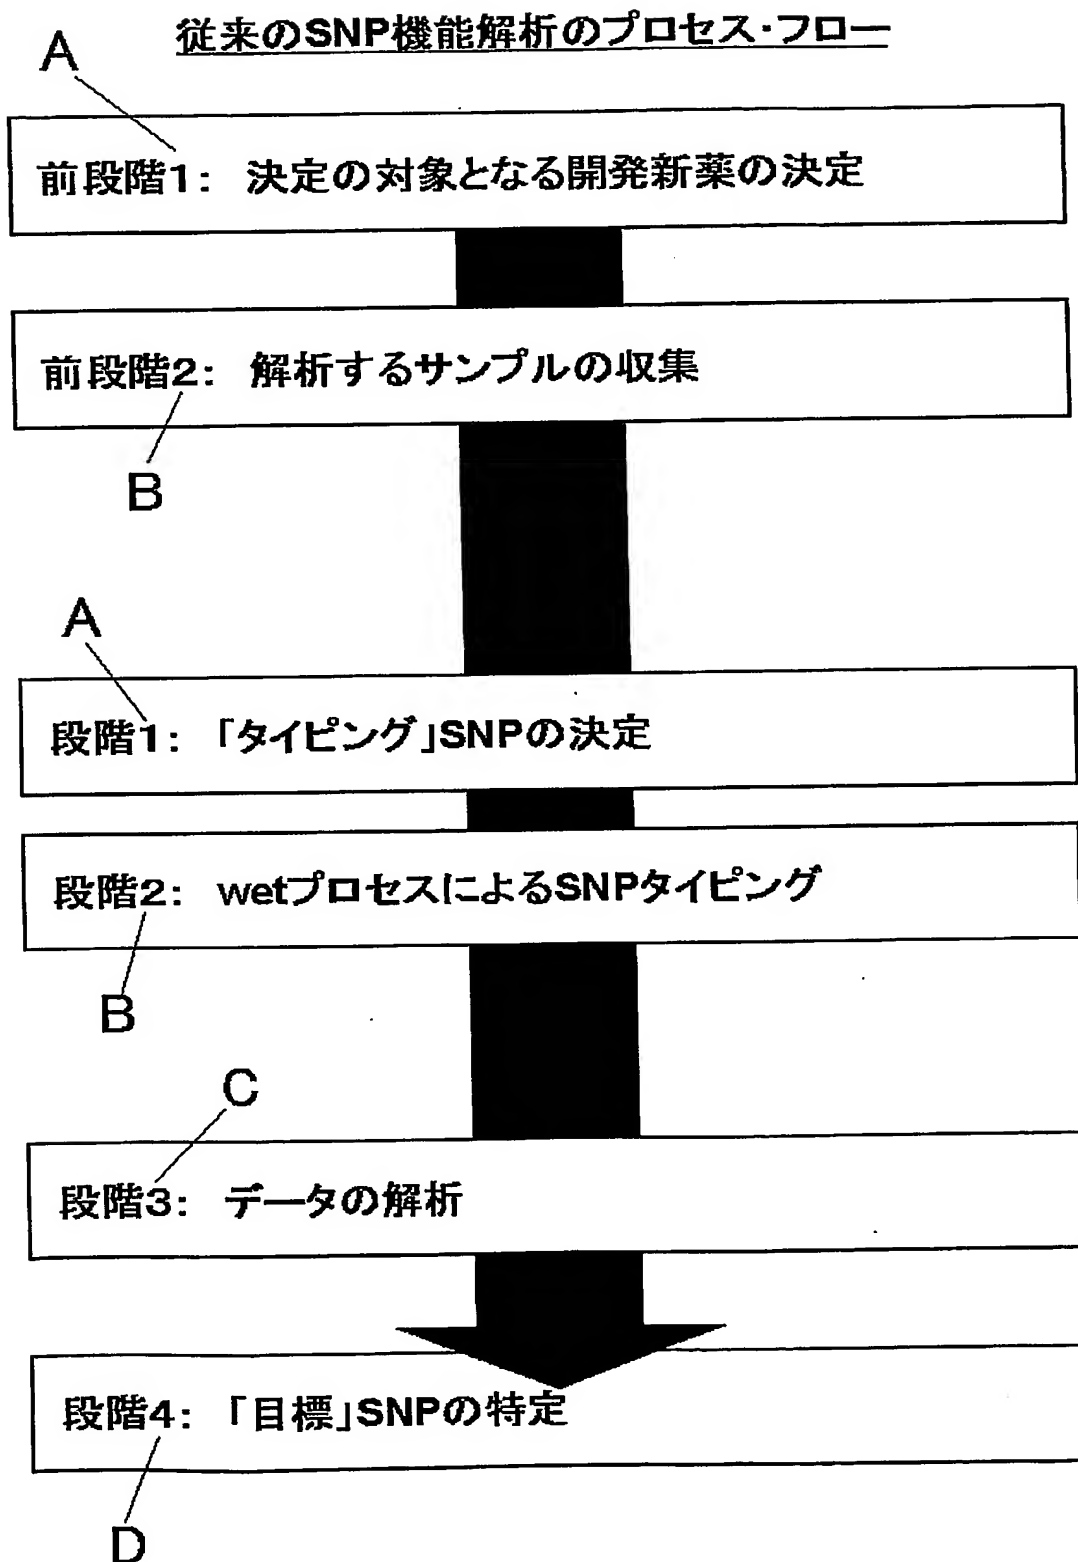 従来のSNP機能解析のプロセス・フロー
A
前段階1: 決定の対象となる開発新薬の決定
前段階2: 解析するサンプルの収集
B
A
段階1: 「タイピング」SNPの決定
段階2: wetプロセスによるSNPタイピング
B
C
段階3: データの解析
段階4: 「目標」SNPの特定
D